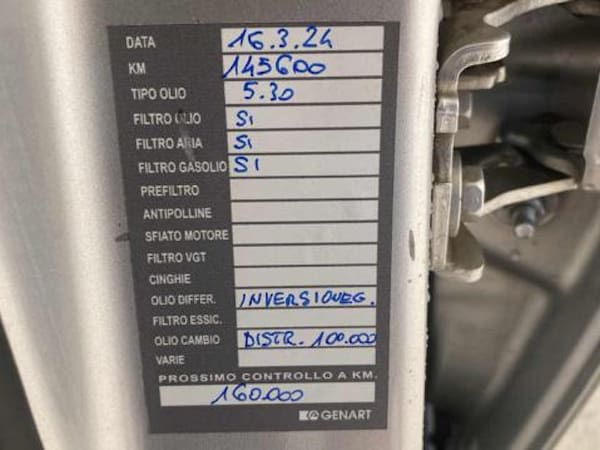 DATA 16.3.24
KM 145600
TIPO OLIO 5.30
FILTRO OLIO Si
FILTRO ARIA Si
FILTRO GASOLIO SI
PREFILTRO
ANTIPOLLINE
SFIATO MOTORE
FILTRO VGT
CINGHIE
OLIO DIFFER. INVERSIONEG.
FILTRO ESSIC.
OLIO CAMBIO DISTR. 100.000
VARIE
PROSSIMO CONTROLLO A KM.
160.000
GENART